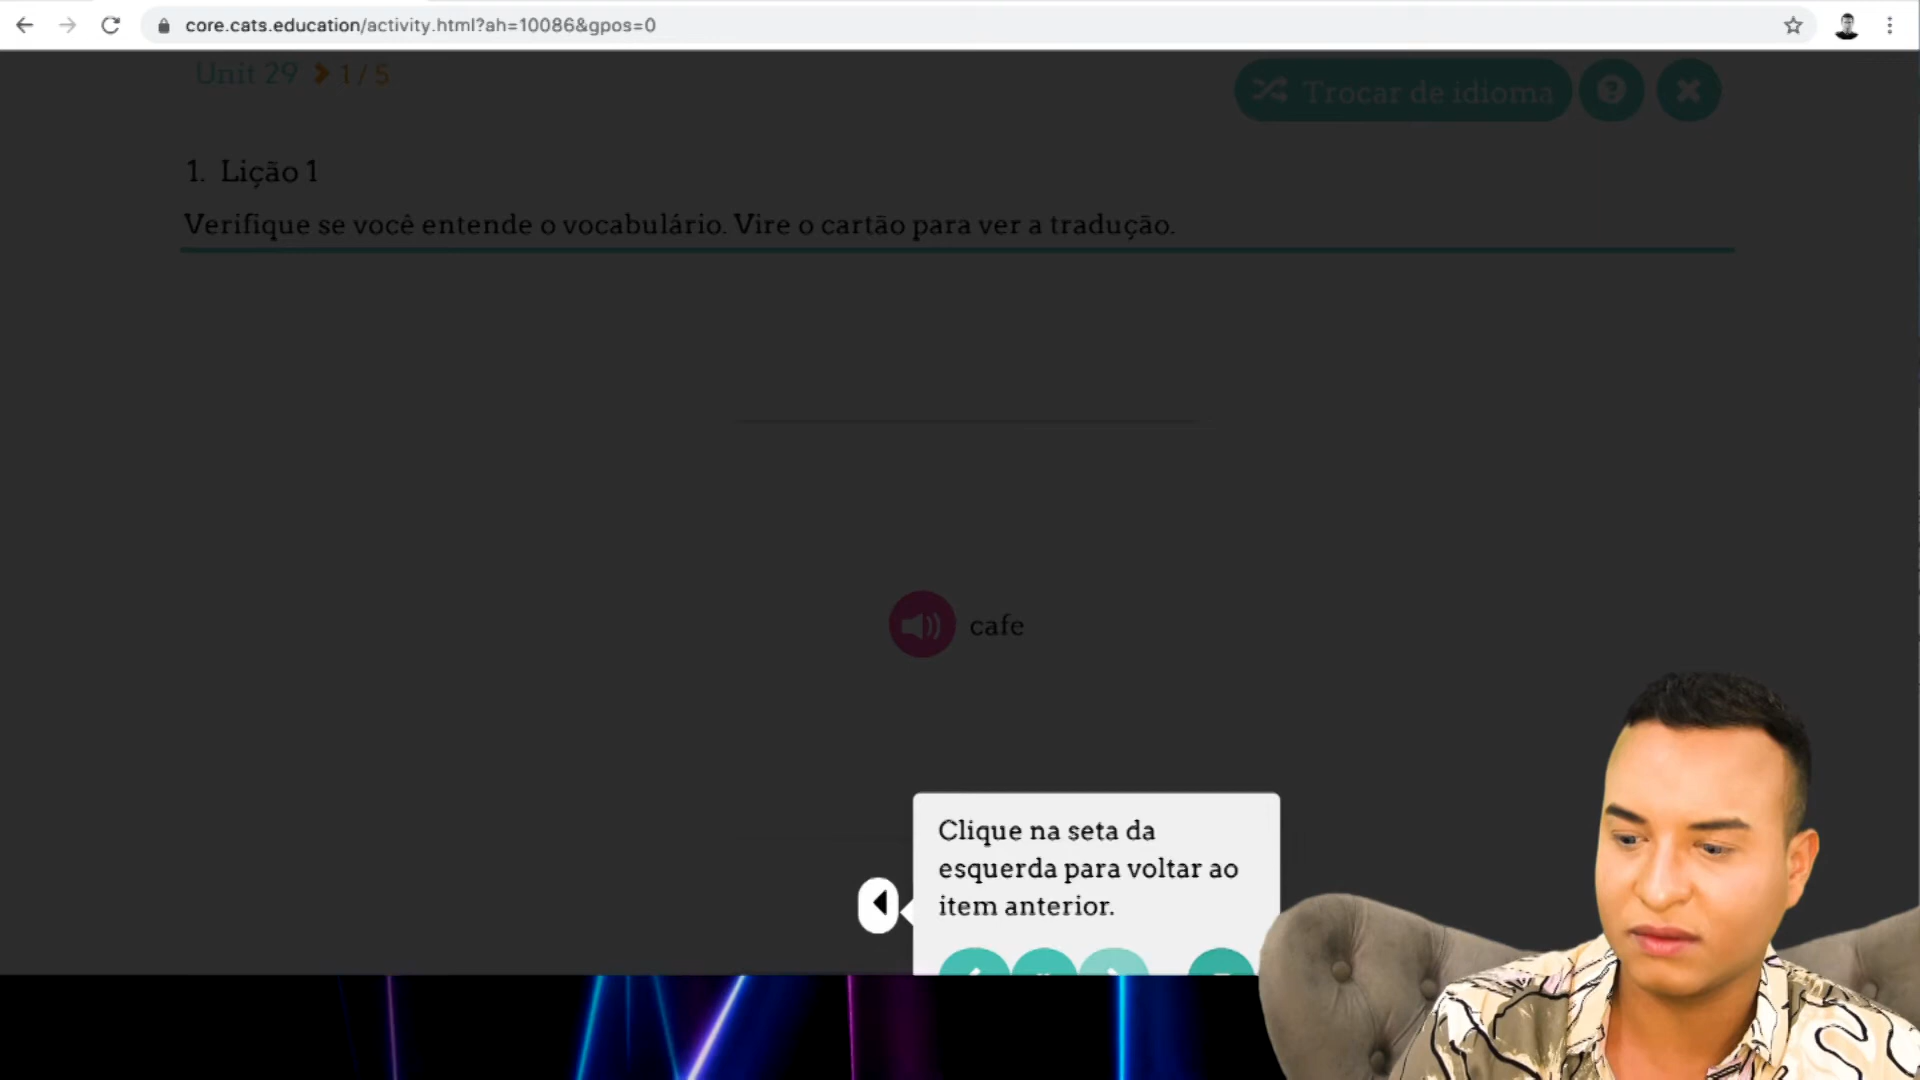 core.cats.education/activity.html?ah=10086&gpos=0
Unit 29 1 / 5
Trocar de idioma
1. Lição 1
Verifique se você entende o vocabulário. Vire o cartão para ver a tradução.
cafe
Clique na seta da
esquerda para voltar ao
item anterior.